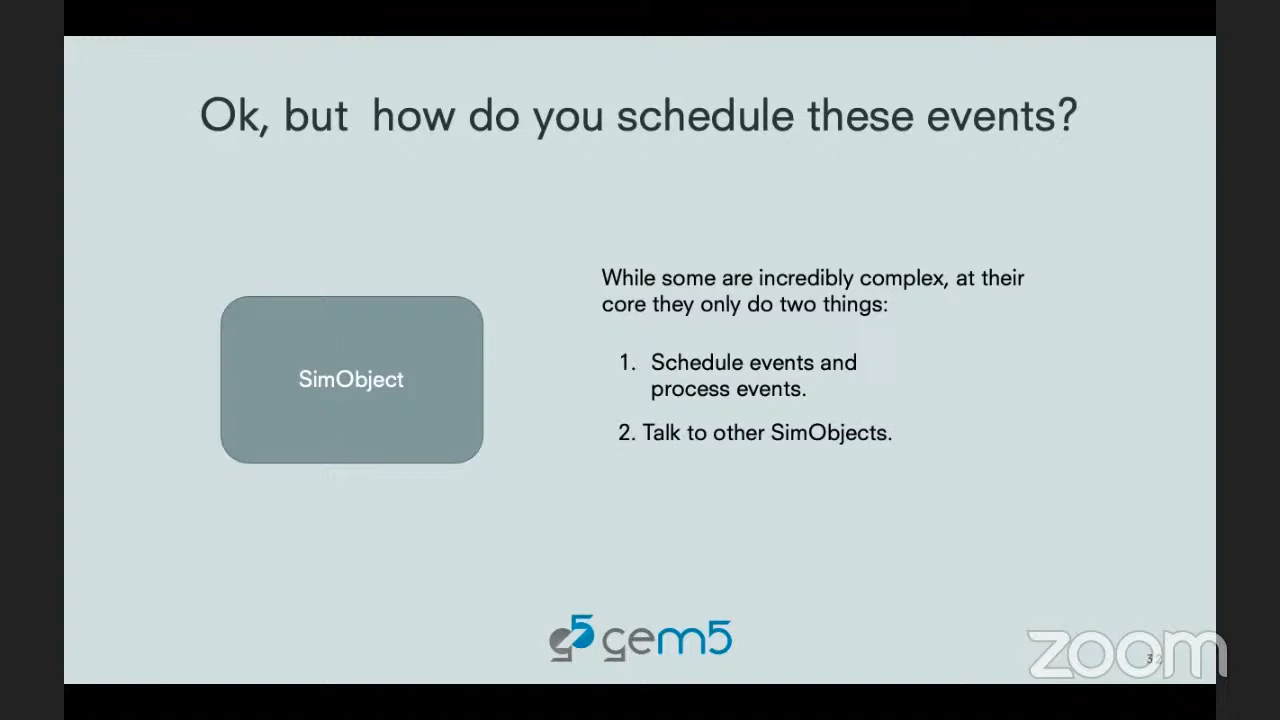 Ok, but how do you schedule these events?
While some are incredibly complex, at their
core they only do two things:
SimObject
1. Schedule events and
process events.
2. Talk to other SimObjects.
g5 gem5
zoom